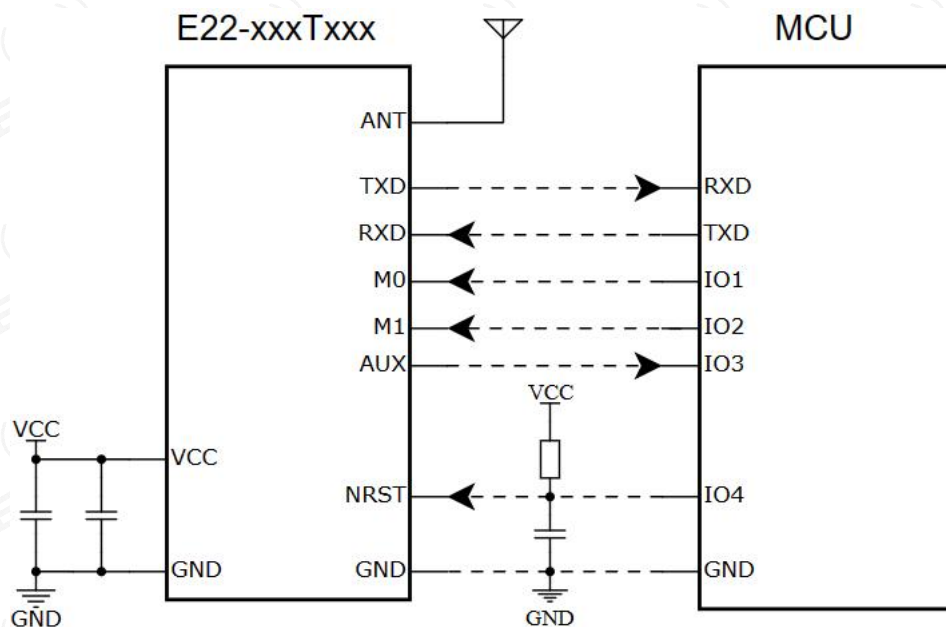 E22-xxxTxxx MCU
ANT
TXD RXD
RXD TXD
M0 IO1
M1 IO2
AUX IO3
VCC
VCC
VCC
NRST IO4
GND GND GND
GND GND